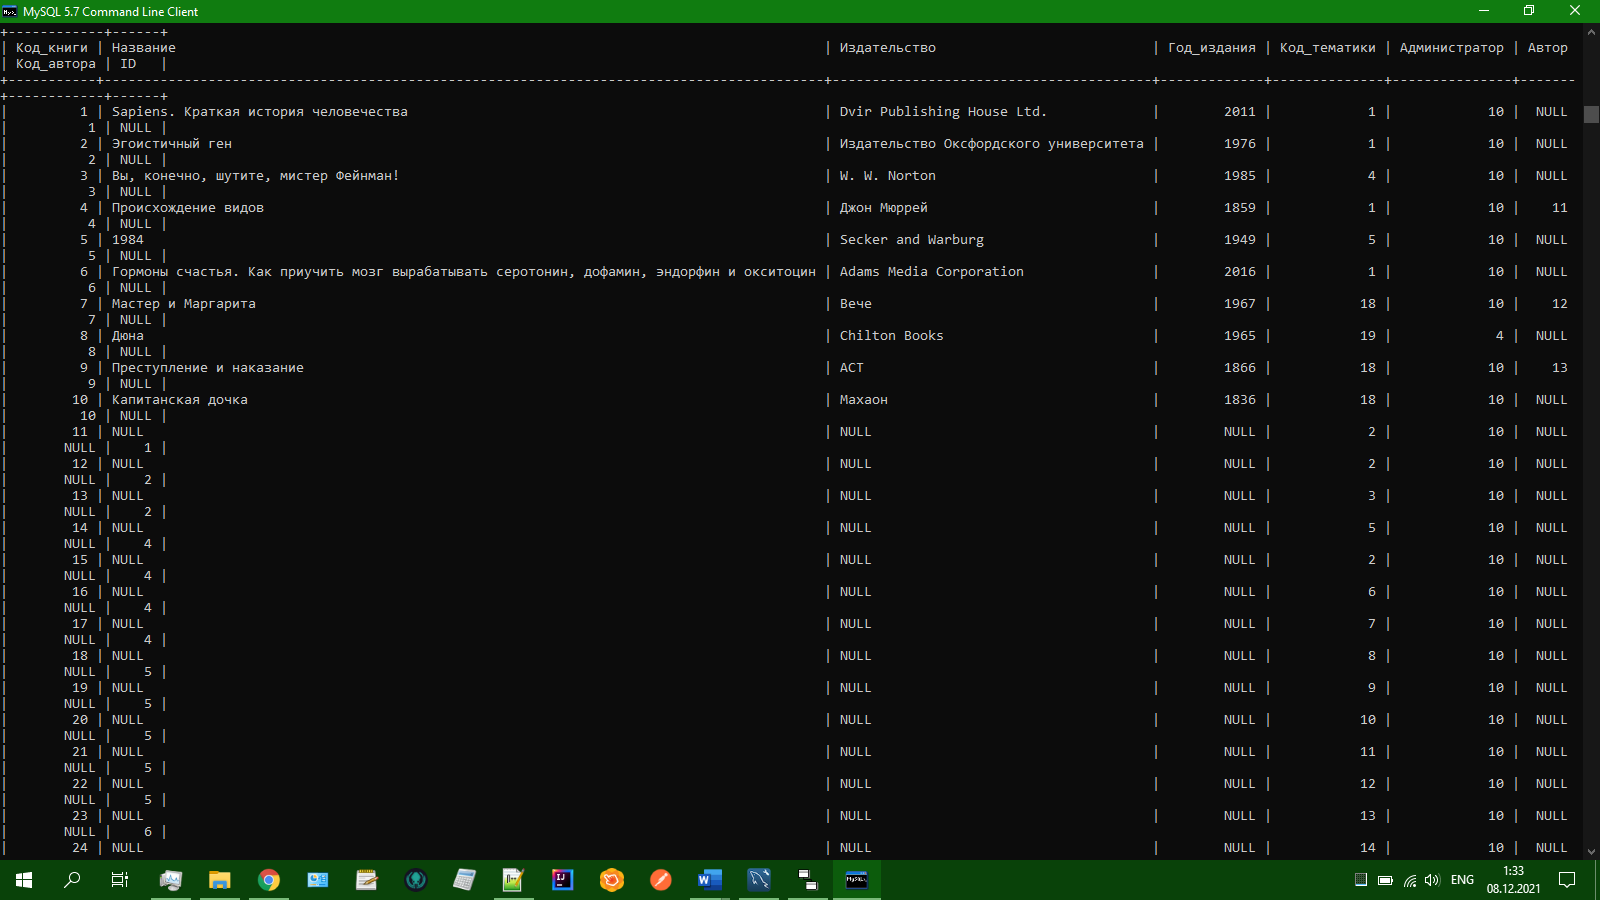 MySQL 5.7 Command Line Client
+------------+------+
| Код_книги | Название | Издательство | Год_издания | Код_тематики | Администратор | Автор
| Код_автора | ID |
+-----------+------------------------------------------------------------------------------------------+----------------------------------------+-------------+--------------+---------------+-------
+------------+------+
| 1 | Sapiens. Краткая история человечества | Dvir Publishing House Ltd. | 2011 | 1 | 10 | NULL
| 1 | NULL |
| 2 | Эгоистичный ген | Издательство Оксфордского университета | 1976 | 1 | 10 | NULL
| 2 | NULL |
| 3 | Вы, конечно, шутите, мистер Фейнман! | W. W. Norton | 1985 | 4 | 10 | NULL
| 3 | NULL |
| 4 | Происхождение видов | Джон Мюррей | 1859 | 1 | 10 | 11
| 4 | NULL |
| 5 | 1984 | Secker and Warburg | 1949 | 5 | 10 | NULL
| 5 | NULL |
| 6 | Гормоны счастья. Как приучить мозг вырабатывать серотонин, дофамин, эндорфин и окситоцин | Adams Media Corporation | 2016 | 1 | 10 | NULL
| 6 | NULL |
| 7 | Мастер и Маргарита | Вече | 1967 | 18 | 10 | 12
| 7 | NULL |
| 8 | Дюна | Chilton Books | 1965 | 19 | 4 | NULL
| 8 | NULL |
| 9 | Преступление и наказание | АСТ | 1866 | 18 | 10 | 13
| 9 | NULL |
| 10 | Капитанская дочка | Махаон | 1836 | 18 | 10 | NULL
| 10 | NULL |
| 11 | NULL | NULL | NULL | 2 | 10 | NULL
| NULL | 1 |
| 12 | NULL | NULL | NULL | 2 | 10 | NULL
| NULL | 2 |
| 13 | NULL | NULL | NULL | 3 | 10 | NULL
| NULL | 2 |
| 14 | NULL | NULL | NULL | 5 | 10 | NULL
| NULL | 4 |
| 15 | NULL | NULL | NULL | 2 | 10 | NULL
| NULL | 4 |
| 16 | NULL | NULL | NULL | 6 | 10 | NULL
| NULL | 4 |
| 17 | NULL | NULL | NULL | 7 | 10 | NULL
| NULL | 4 |
| 18 | NULL | NULL | NULL | 8 | 10 | NULL
| NULL | 5 |
| 19 | NULL | NULL | NULL | 9 | 10 | NULL
| NULL | 5 |
| 20 | NULL | NULL | NULL | 10 | 10 | NULL
| NULL | 5 |
| 21 | NULL | NULL | NULL | 11 | 10 | NULL
| NULL | 5 |
| 22 | NULL | NULL | NULL | 12 | 10 | NULL
| NULL | 5 |
| 23 | NULL | NULL | NULL | 13 | 10 | NULL
| NULL | 6 |
| 24 | NULL | NULL | NULL | 14 | 10 | NULL
ENG
1:33
08.12.2021